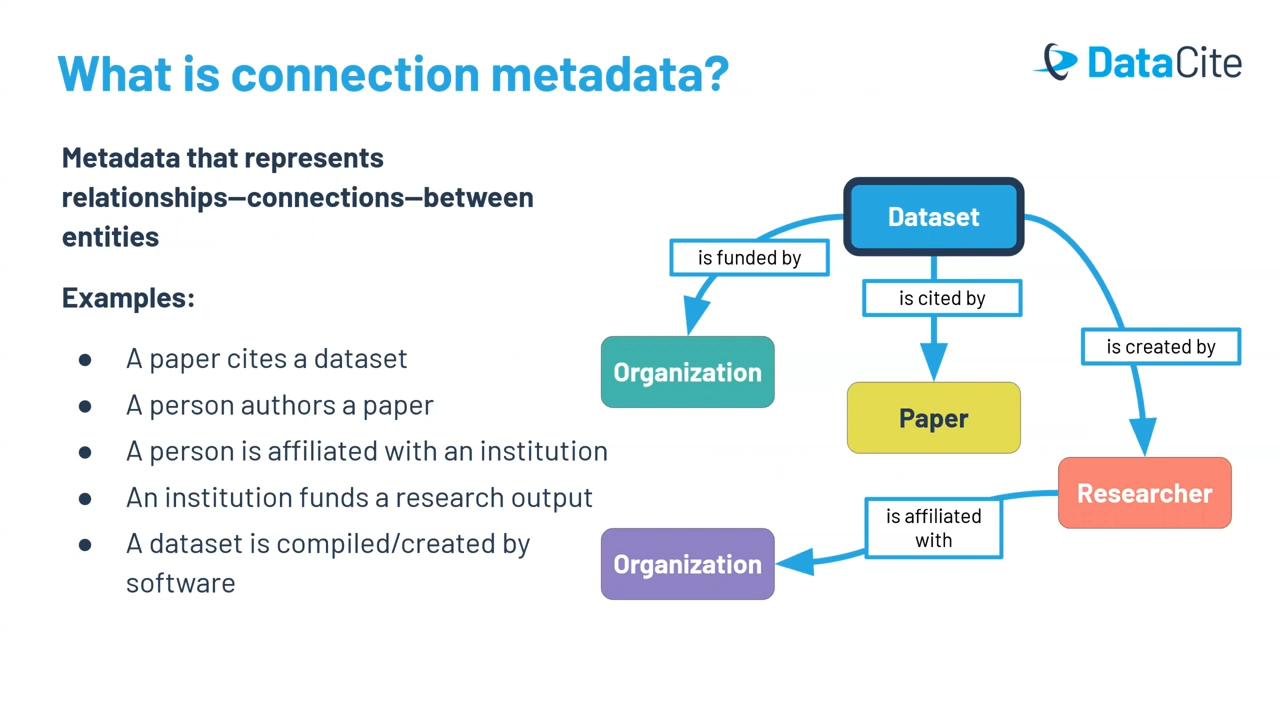 What is connection metadata?
DataCite
Metadata that represents
relationships—connections—between
entities
Examples:
● A paper cites a dataset
● A person authors a paper
● A person is affiliated with an institution
● An institution funds a research output
● A dataset is compiled/created by
software
Dataset
is funded by
is cited by
is created by
Organization
Paper
Researcher
is affiliated
with
Organization